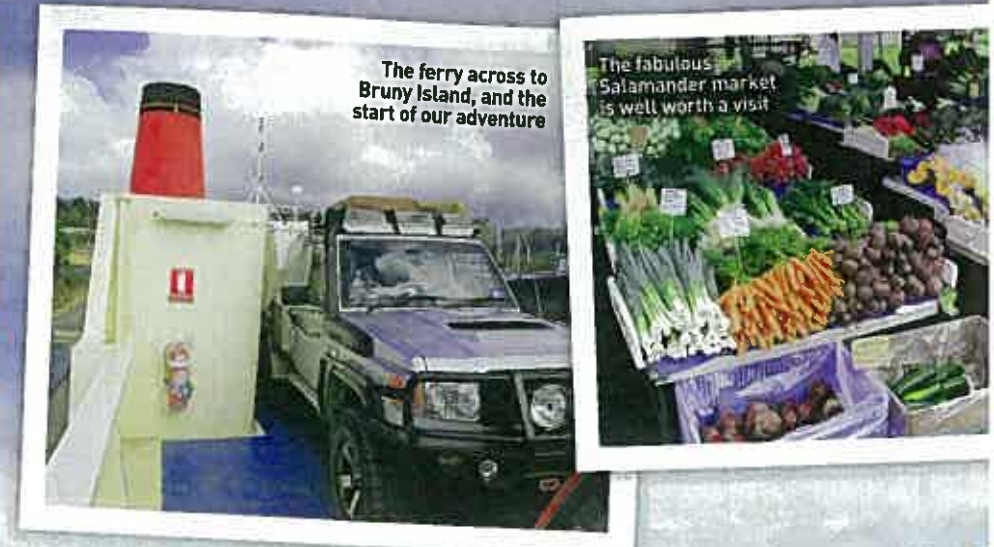 The ferry across to
Bruny Island, and the
start of our adventure
The fabulous
Salamander market
is well worth a visit